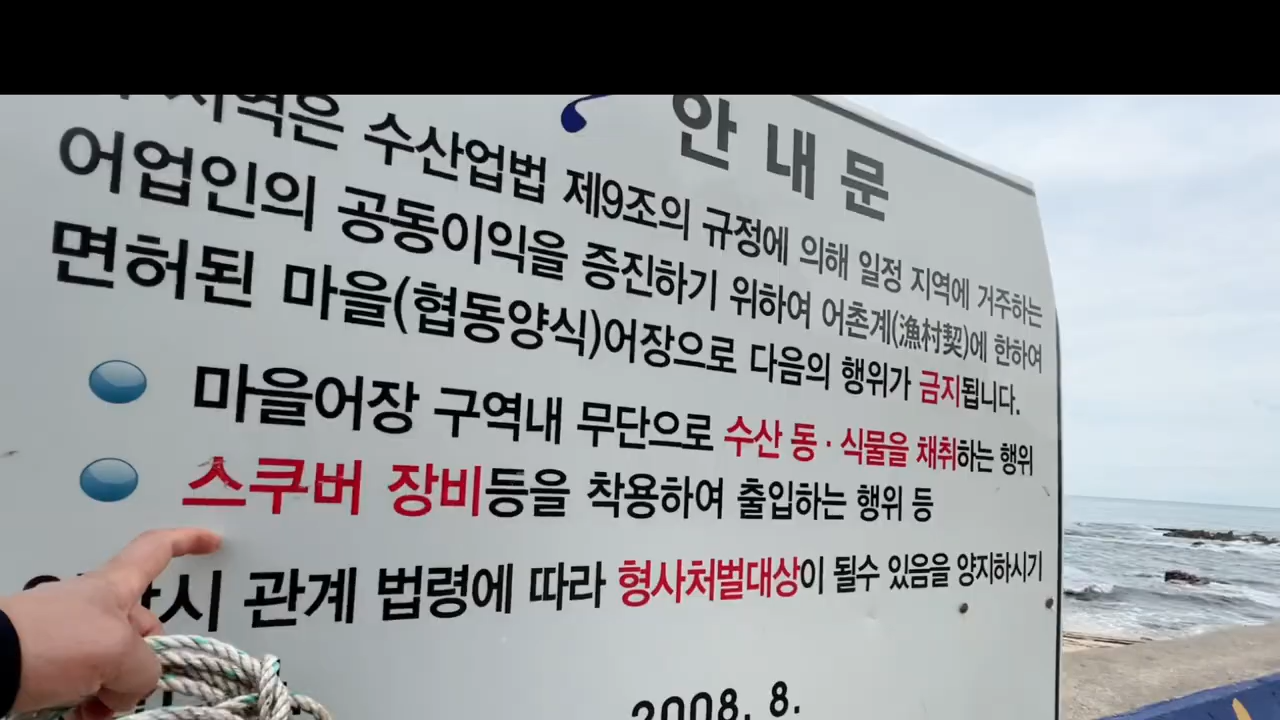 안내문
지역은 수산업법 제9조의 규정에 의해 일정 지역에 거주하는
어업인의 공동이익을 증진하기 위하여 어촌계(漁村契)에 한하여
면허된 마을(협동양식)어장으로 다음의 행위가 금지됩니다.
마을어장 구역내 무단으로 수산 동·식물을 채취하는 행위
스쿠버 장비등을 착용하여 출입하는 행위 등
관계 법령에 따라 형사처벌대상이 될수 있음을 양지하시기
2008. 8.